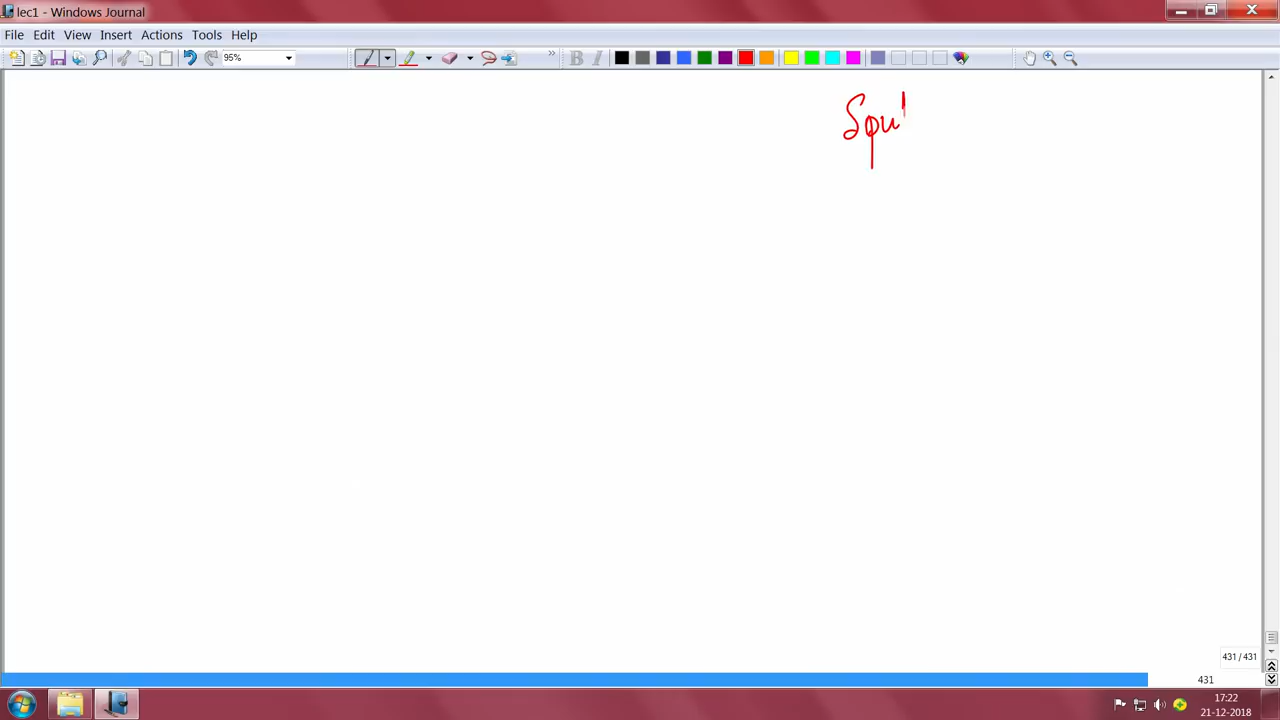 lec1 - Windows Journal
File Edit View Insert Actions Tools Help
95%
B I
431 / 431
431
17:22
21-12-2018